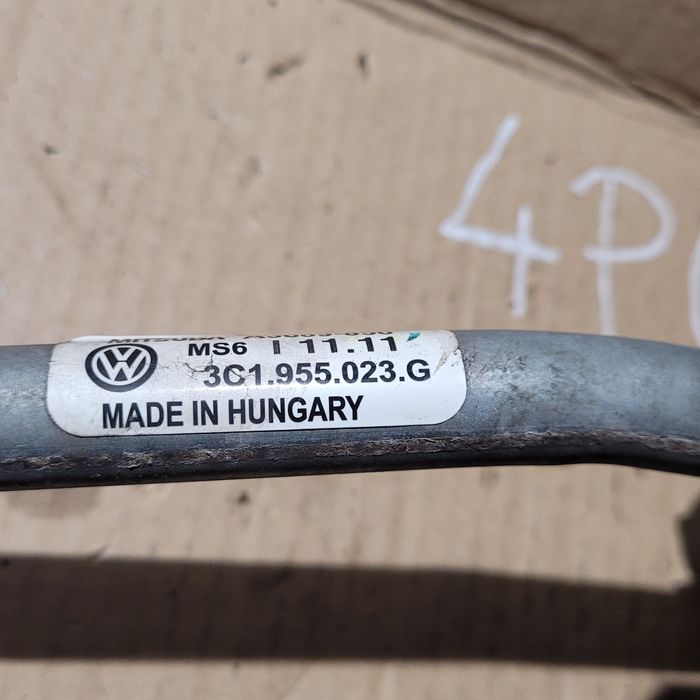 4P
MS6 I 11.11
3C1.955.023.G
MADE IN HUNGARY